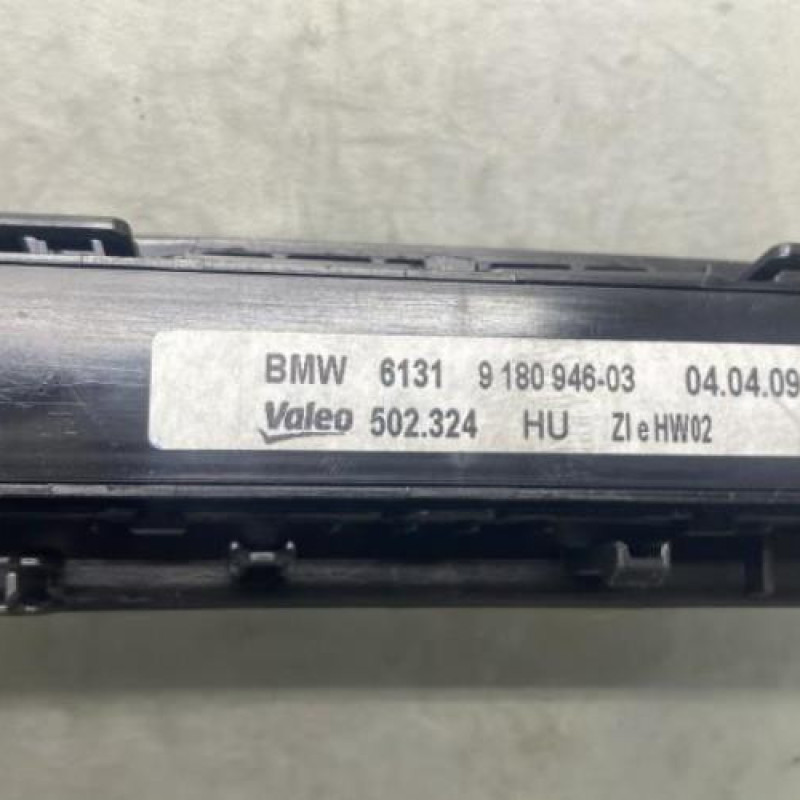 BMW 6131 9 180 946-03 04.04.09
Valeo 502.324 HU ZI e HW02